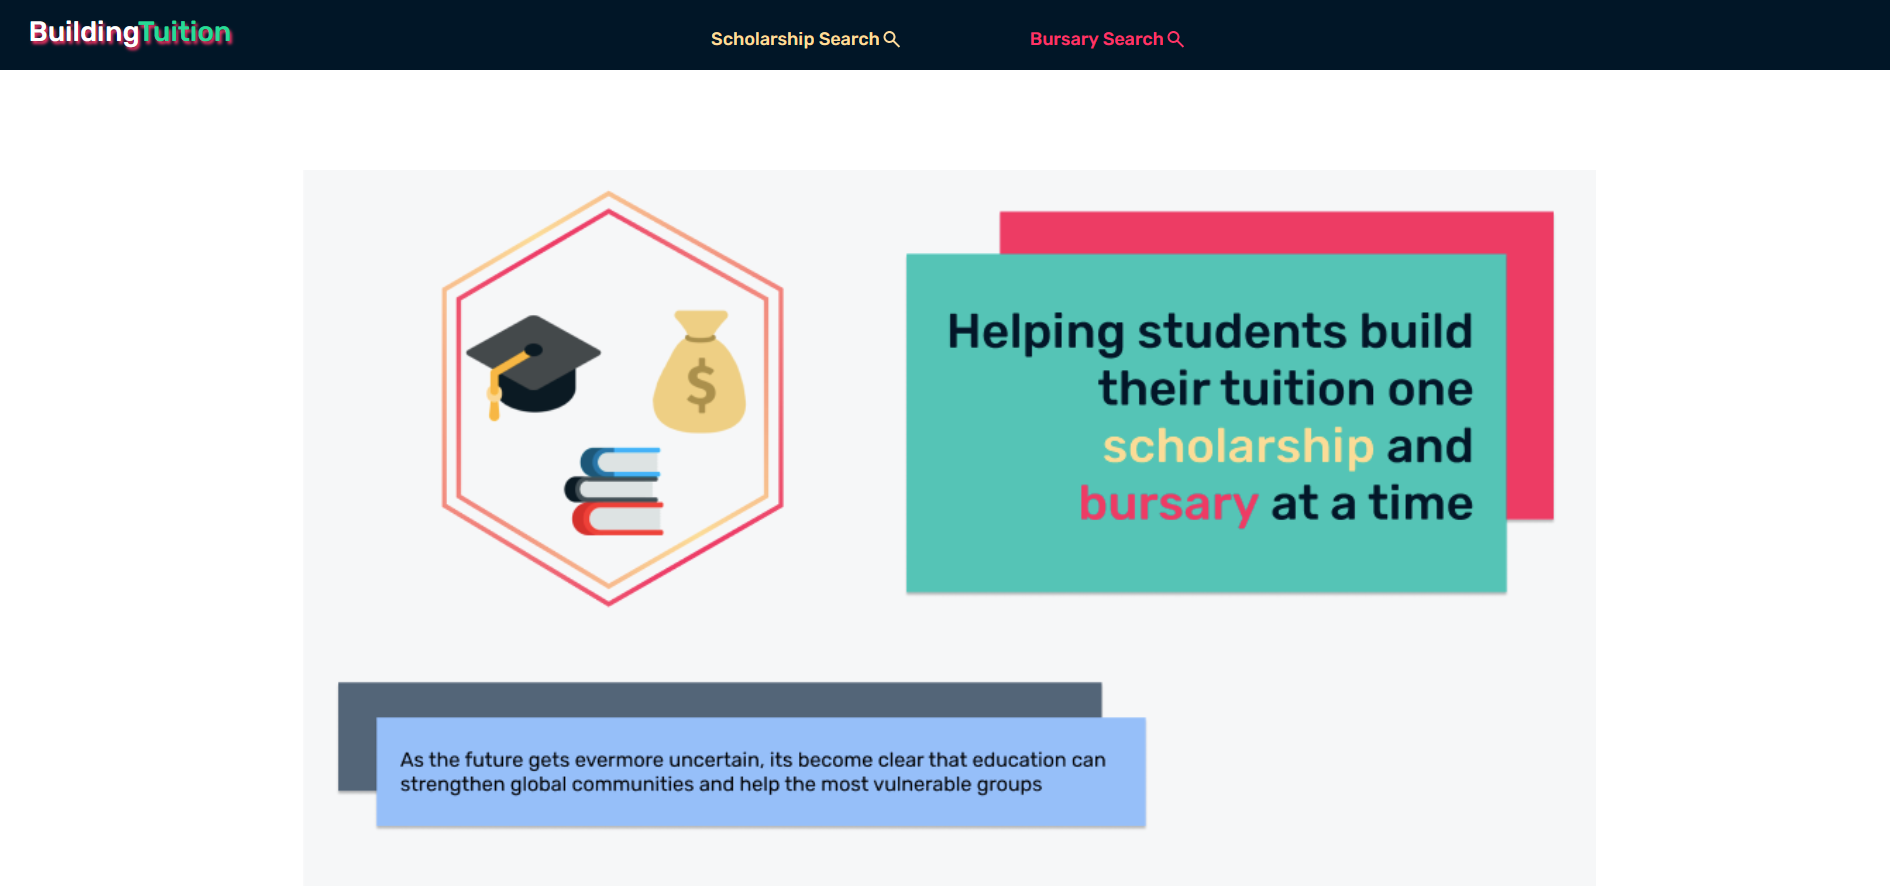 BuildingTuition
Scholarship Search
Bursary Search
Helping students build
their tuition one
scholarship and
bursary at a time
$
As the future gets evermore uncertain, its become clear that education can
strengthen global communities and help the most vulnerable groups